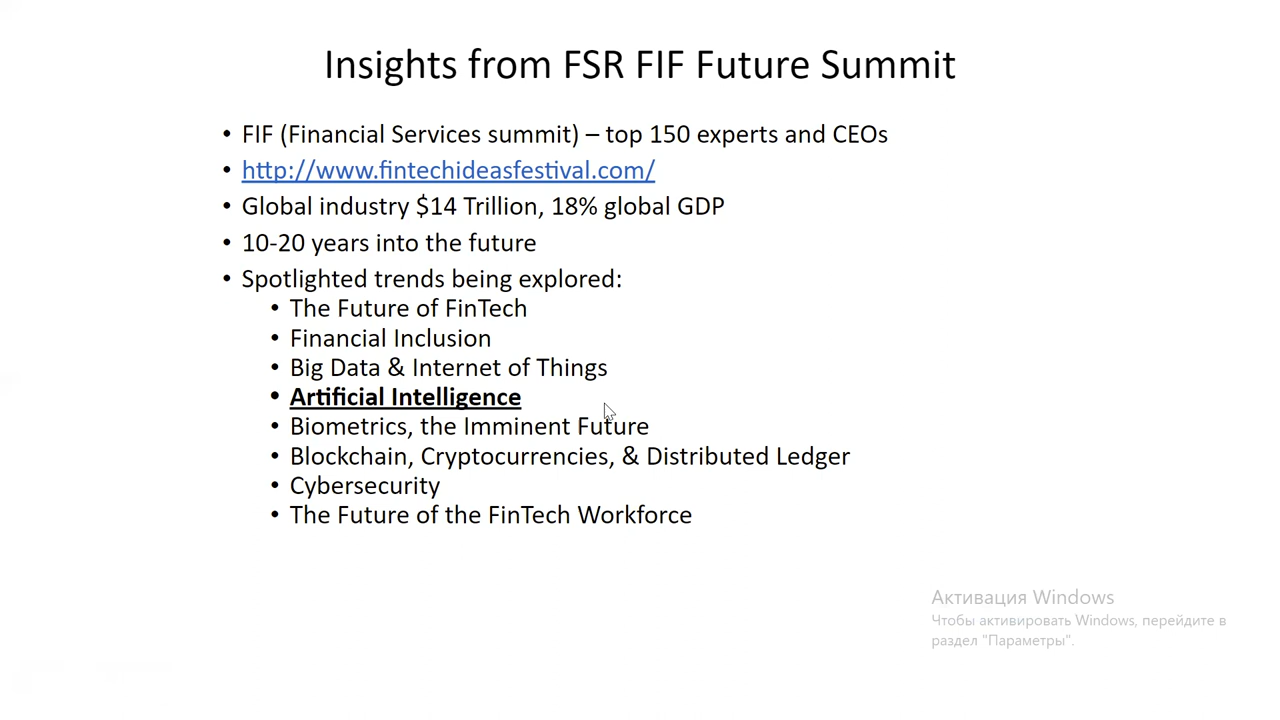 Insights from FSR FIF Future Summit
• FIF (Financial Services summit) – top 150 experts and CEOs
• http://www.fintechideasfestival.com/
• Global industry $14 Trillion, 18% global GDP
• 10-20 years into the future
• Spotlighted trends being explored:
• The Future of FinTech
• Financial Inclusion
• Big Data & Internet of Things
• Artificial Intelligence
• Biometrics, the Imminent Future
• Blockchain, Cryptocurrencies, & Distributed Ledger
• Cybersecurity
• The Future of the FinTech Workforce
Активация Windows
Чтобы активировать Windows, перейдите в
раздел "Параметры".